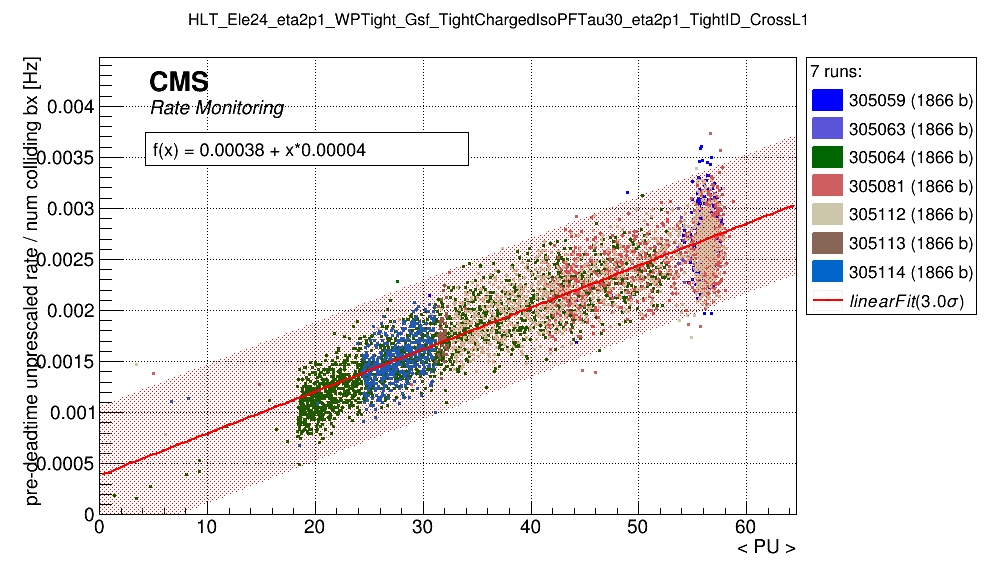 HLT_Ele24_eta2p1_WPTight_Gsf_TightChargedIsoPFTau30_eta2p1_TightID_CrossL1
pre-deadtime unprescaled rate / num colliding bx [Hz]
CMS
Rate Monitoring
f(x) = 0.00038 + x*0.00004
0.004
0.0035
0.003
0.0025
0.002
0.0015
0.001
0.0005
0
0 10 20 30 40 50 60
< PU >
7 runs:
305059 (1866 b)
305063 (1866 b)
305064 (1866 b)
305081 (1866 b)
305112 (1866 b)
305113 (1866 b)
305114 (1866 b)
linearFit(3.0σ)